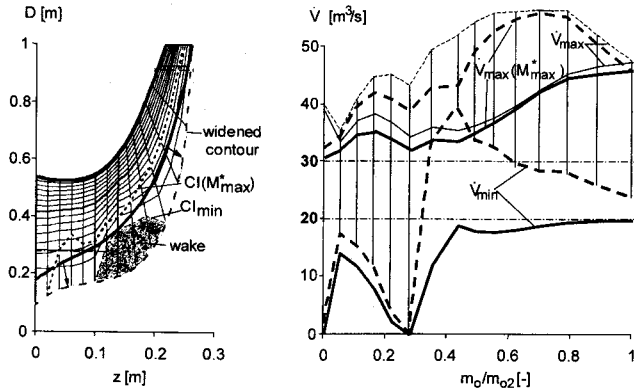 D [m]
1
0.8
0.6
0.4
0.2
0
0
0.1
0.2
0.3
z [m]
widened
contour
CI(M*max)
CImin
wake
V̇ [m³/s]
50
40
30
20
10
0
0
0.2
0.4
0.6
0.8
1
mo/mo2 [-]
V̇max
V̇max(M*max)
V̇min